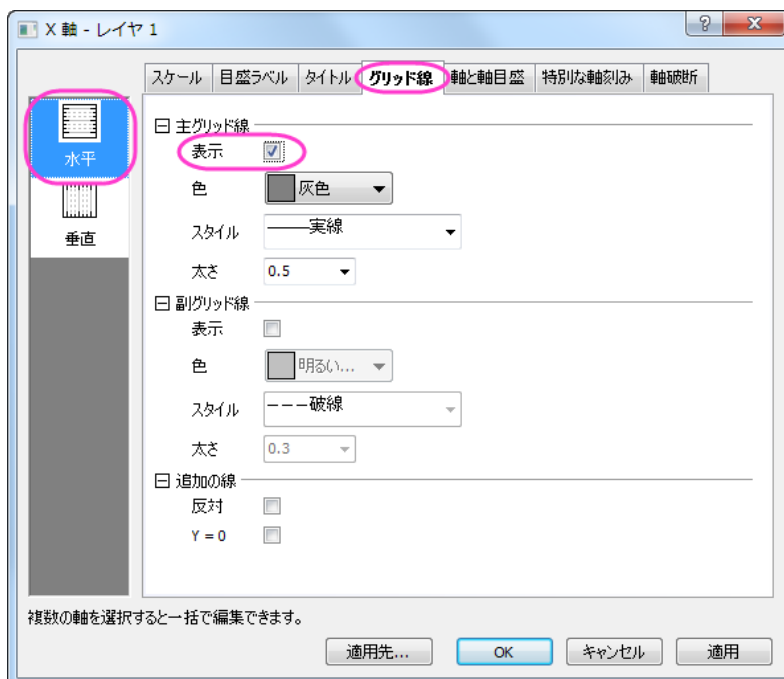 X 軸 - レイヤ 1
スケール 目盛ラベル タイトル グリッド線 軸と軸目盛 特別な軸刻み 軸破断
水平
垂直
主グリッド線
表示
色 灰色
スタイル 実線
太さ 0.5
副グリッド線
表示
色 明るい...
スタイル 破線
太さ 0.3
追加の線
反対
Y = 0
複数の軸を選択すると一括で編集できます。
適用先... OK キャンセル 適用